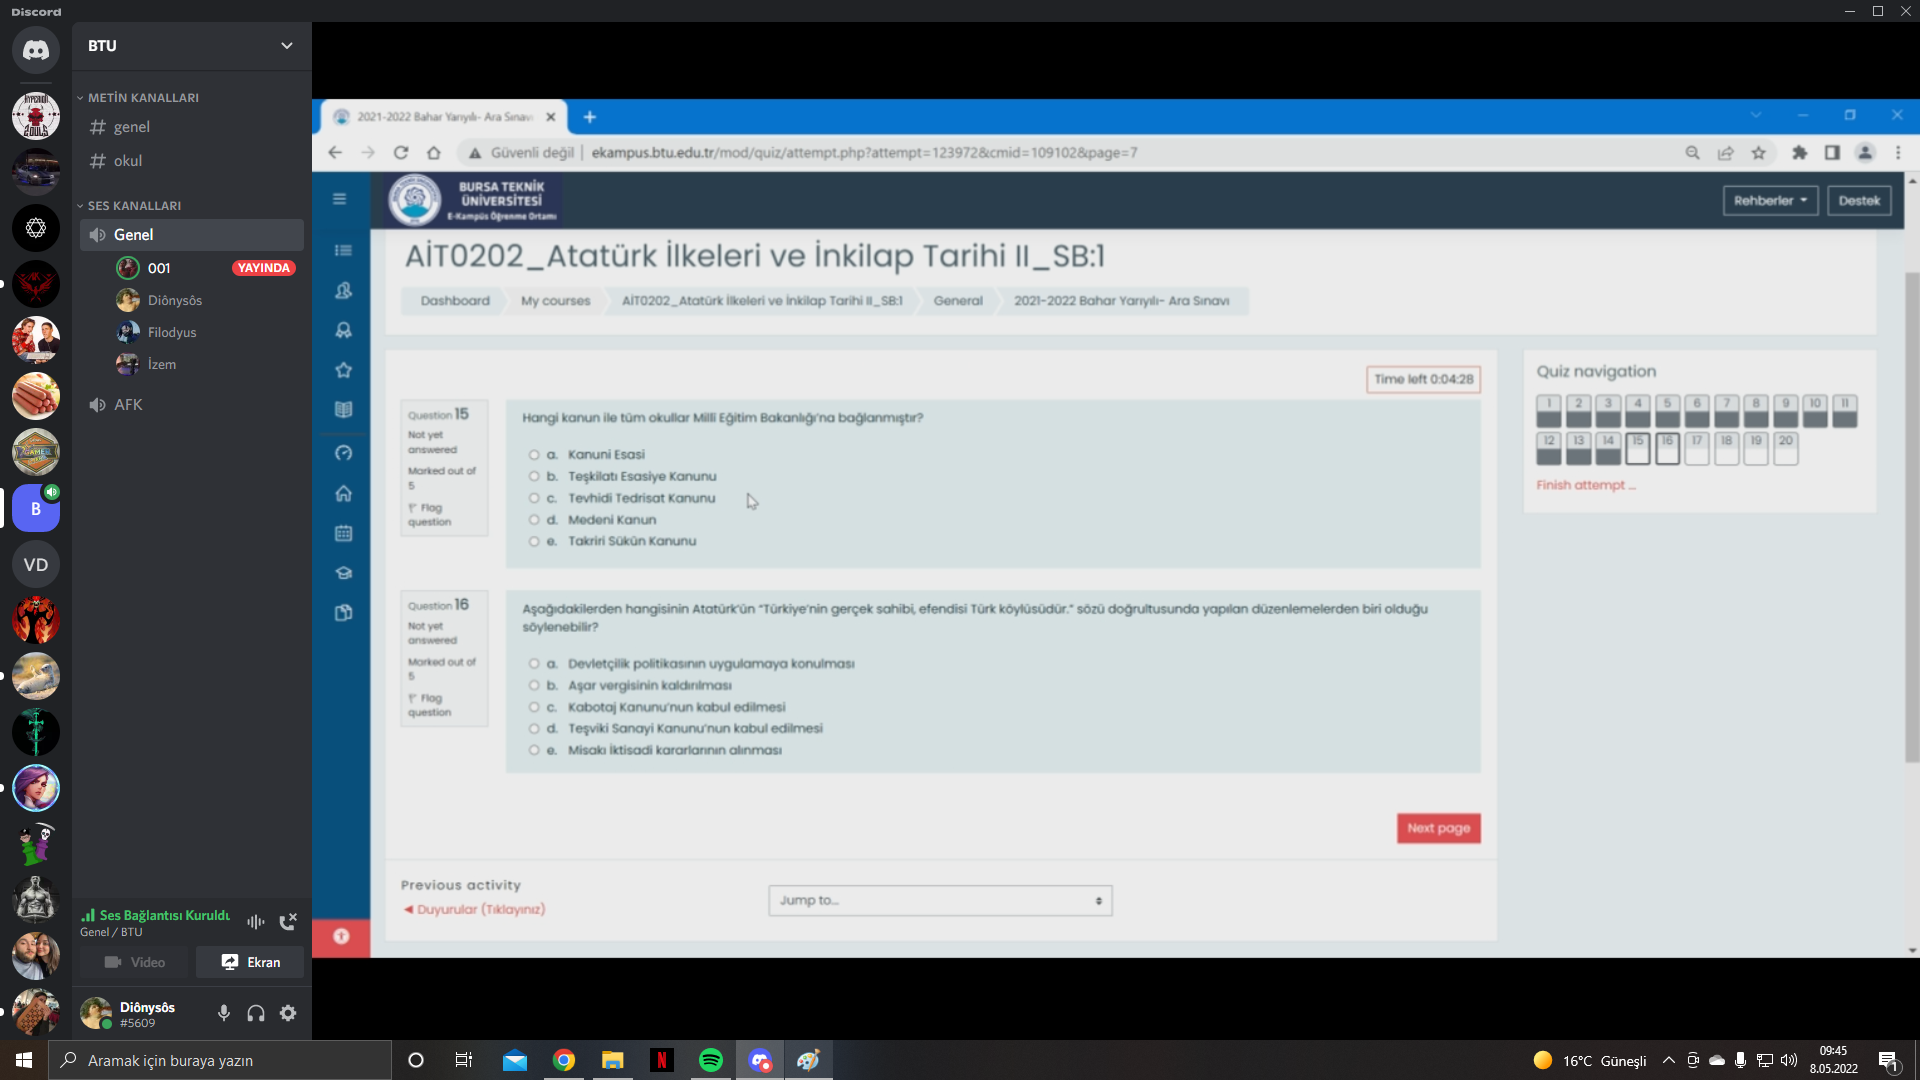 Discord
BTU
METİN KANALLARI
genel
okul
SES KANALLARI
Genel
001
YAYINDA
Diônysôs
Filodyus
İzem
AFK
B
VD
Ses Bağlantısı Kuruldu
Genel / BTU
Video
Ekran
Diônysôs
#5609
2021-2022 Bahar Yarıyılı- Ara Sınavı
Güvenli değil
ekampus.btu.edu.tr/mod/quiz/attempt.php?attempt=123972&cmid=109102&page=7
BURSA TEKNİK
ÜNİVERSİTESİ
E-Kampüs Öğrenme Ortamı
Rehberler
Destek
AİT0202_Atatürk İlkeleri ve İnkilap Tarihi II_SB:1
Dashboard
My courses
AİT0202_Atatürk İlkeleri ve İnkilap Tarihi II_SB:1
General
2021-2022 Bahar Yarıyılı- Ara Sınavı
Time left 0:04:28
Question 15
Not yet
answered
Marked out of
5
Flag
question
Hangi kanun ile tüm okullar Milli Eğitim Bakanlığı'na bağlanmıştır?
a. Kanuni Esasi
b. Teşkilatı Esasiye Kanunu
c. Tevhidi Tedrisat Kanunu
d. Medeni Kanun
e. Takriri Sükûn Kanunu
Question 16
Not yet
answered
Marked out of
5
Flag
question
Aşağıdakilerden hangisinin Atatürk'ün "Türkiye'nin gerçek sahibi, efendisi Türk köylüsüdür." sözü doğrultusunda yapılan düzenlemelerden biri olduğu
söylenebilir?
a. Devletçilik politikasının uygulamaya konulması
b. Aşar vergisinin kaldırılması
c. Kabotaj Kanunu'nun kabul edilmesi
d. Teşviki Sanayi Kanunu'nun kabul edilmesi
e. Misakı İktisadi kararlarının alınması
Next page
Previous activity
◄ Duyurular (Tıklayınız)
Jump to...
Quiz navigation
1 2 3 4 5 6 7 8 9 10 11
12 13 14 15 16 17 18 19 20
Finish attempt ...
Aramak için buraya yazın
16°C Güneşli
09:45
8.05.2022
1